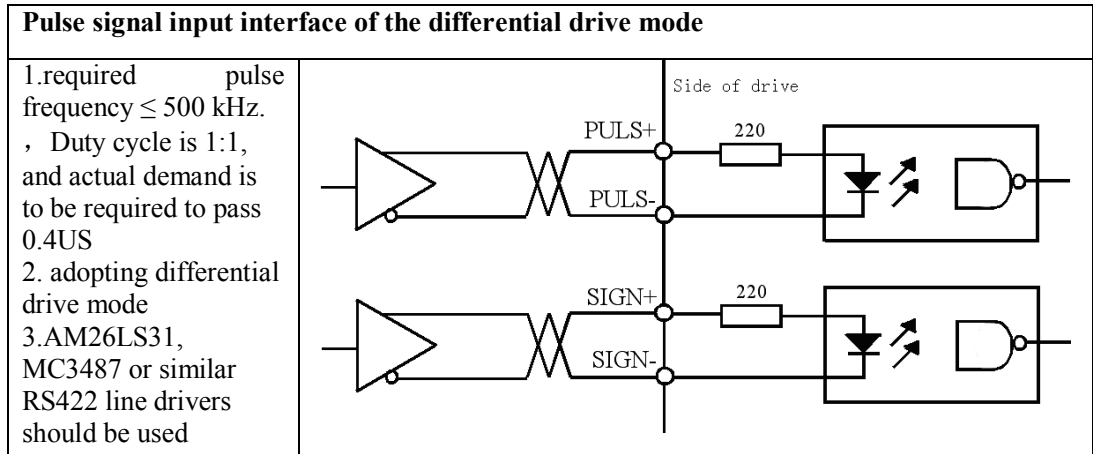 Pulse signal input interface of the differential drive mode
1.required pulse
frequency ≤ 500 kHz.
，Duty cycle is 1:1,
and actual demand is
to be required to pass
0.4US
2. adopting differential
drive mode
3.AM26LS31,
MC3487 or similar
RS422 line drivers
should be used
Side of drive
PULS+
220
PULS-
SIGN+
220
SIGN-